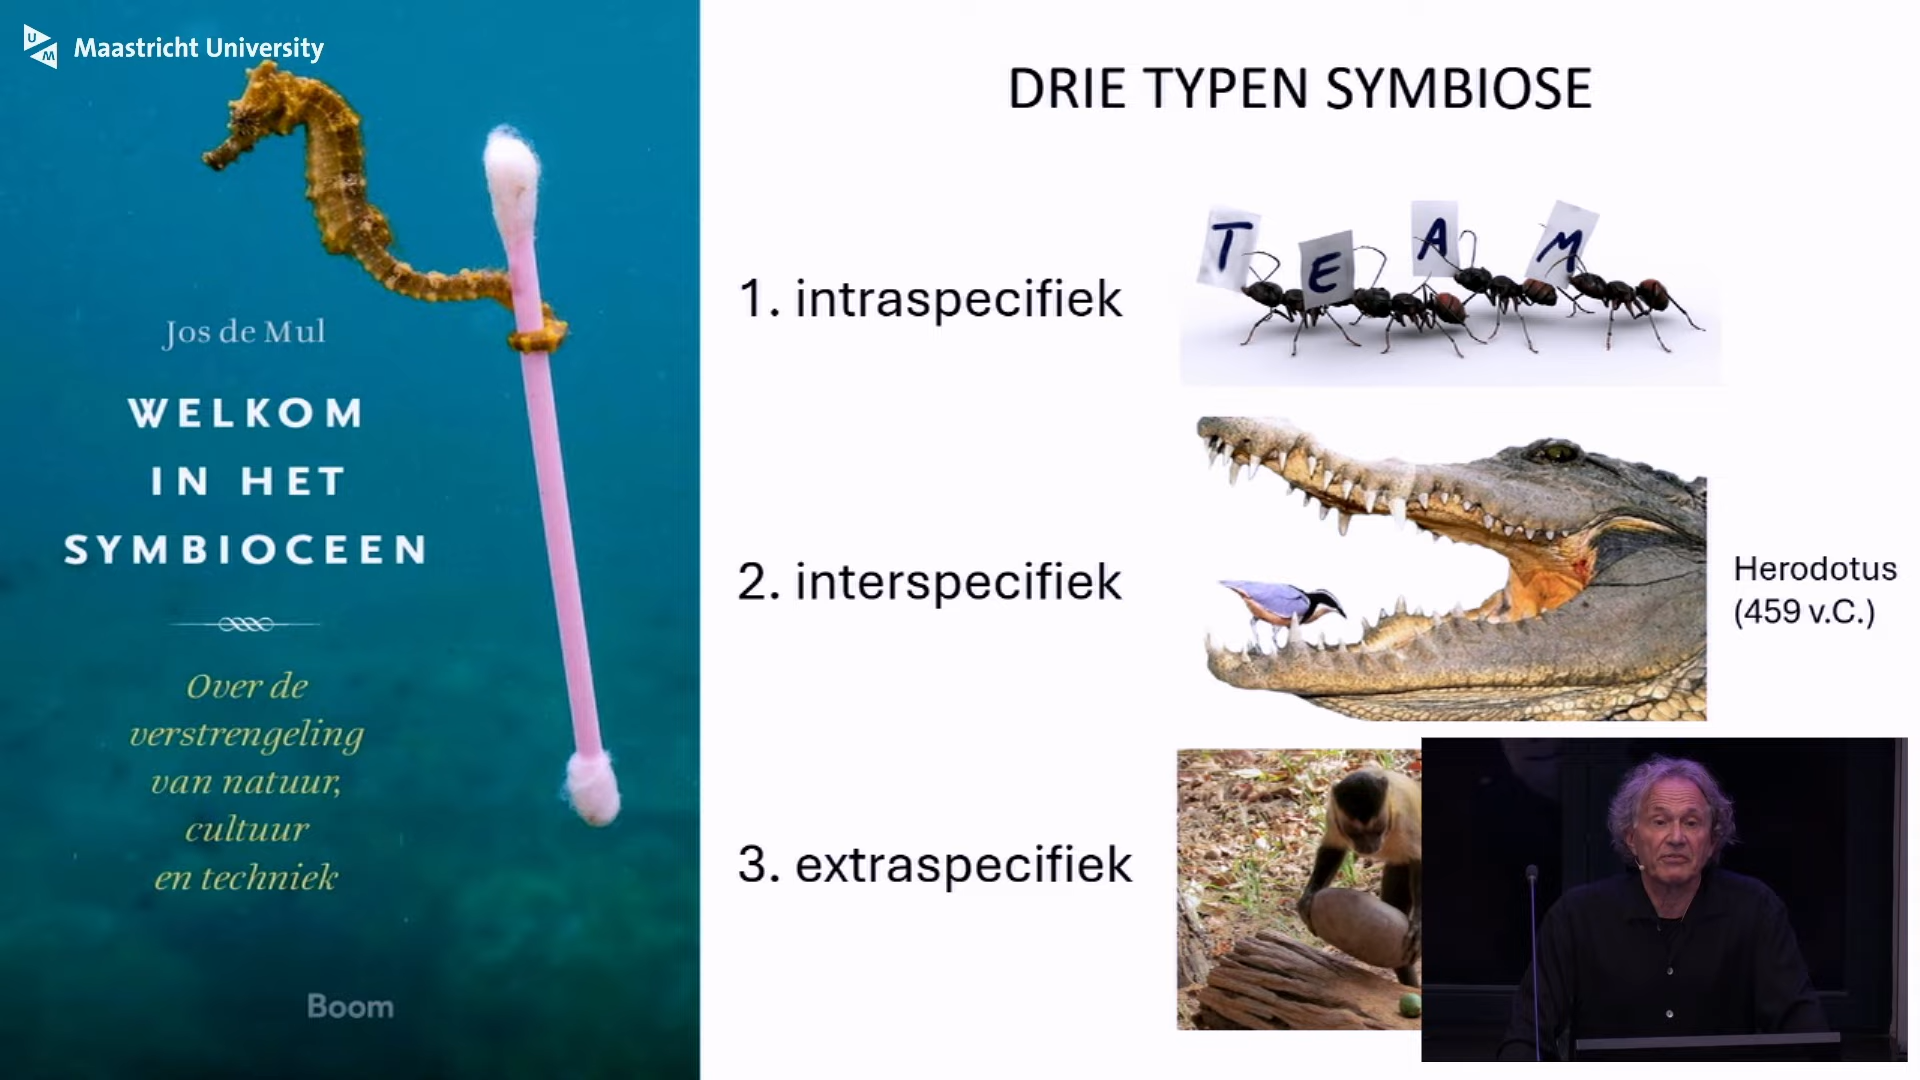 Maastricht University
Jos de Mul
WELKOM
IN HET
SYMBIOCEEN
Over de
verstrengeling
van natuur,
cultuur
en techniek
Boom
DRIE TYPEN SYMBIOSE
1. intraspecifiek
T E A M
2. interspecifiek
Herodotus
(459 v.C.)
3. extraspecifiek